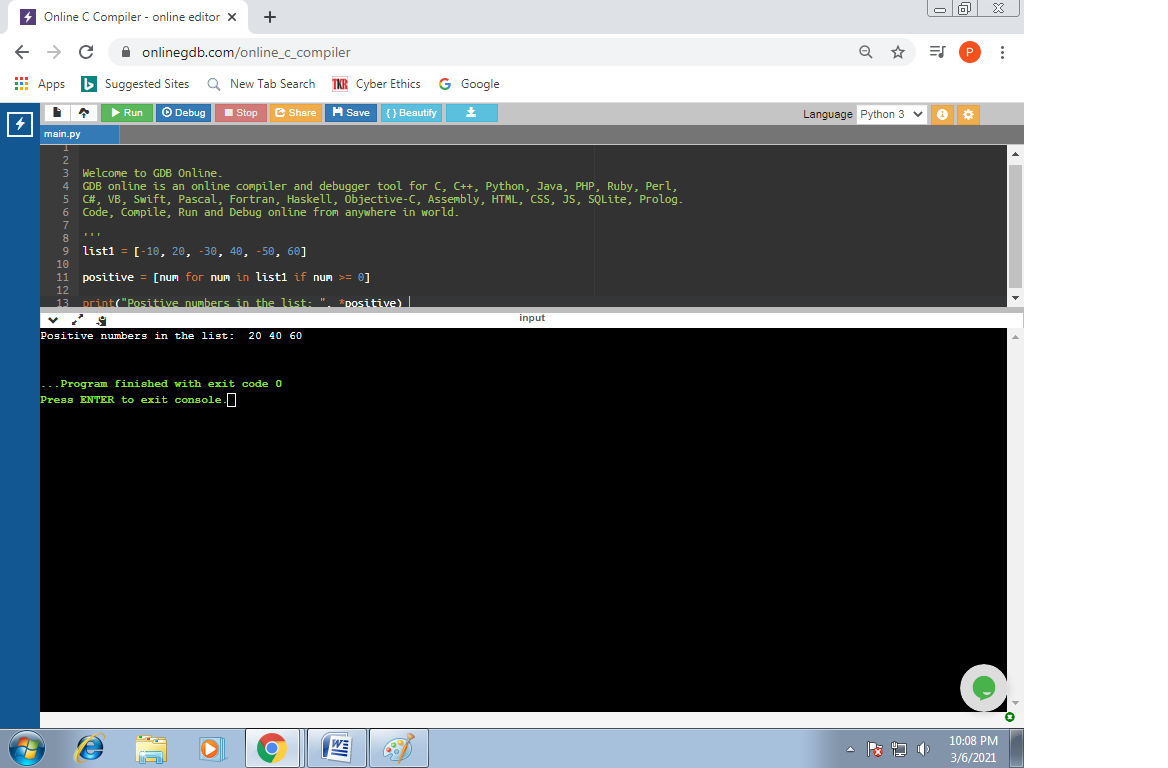 Online C Compiler - online editor
onlinegdb.com/online_c_compiler
P
Apps Suggested Sites New Tab Search TKR Cyber Ethics Google
Run Debug Stop Share Save { } Beautify
Language Python 3
main.py
1
2
3 Welcome to GDB Online.
4 GDB online is an online compiler and debugger tool for C, C++, Python, Java, PHP, Ruby, Perl,
5 C#, VB, Swift, Pascal, Fortran, Haskell, Objective-C, Assembly, HTML, CSS, JS, SQLite, Prolog.
6 Code, Compile, Run and Debug online from anywhere in world.
7
8 '''
9 list1 = [-10, 20, -30, 40, -50, 60]
10
11 positive = [num for num in list1 if num >= 0]
12
13 print("Positive numbers in the list: ", *positive)
input
Positive numbers in the list:  20 40 60
...Program finished with exit code 0
Press ENTER to exit console.
10:08 PM
3/6/2021